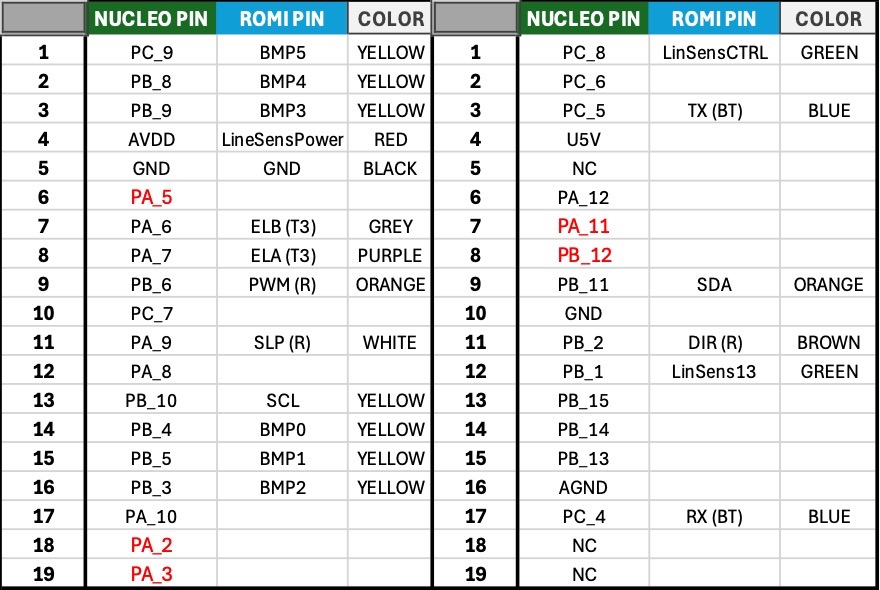 NUCLEO PIN ROMI PIN COLOR NUCLEO PIN ROMI PIN COLOR
1 PC_9 BMP5 YELLOW 1 PC_8 LinSensCTRL GREEN
2 PB_8 BMP4 YELLOW 2 PC_6
3 PB_9 BMP3 YELLOW 3 PC_5 TX (BT) BLUE
4 AVDD LineSensPower RED 4 U5V
5 GND GND BLACK 5 NC
6 PA_5 6 PA_12
7 PA_6 ELB (T3) GREY 7 PA_11
8 PA_7 ELA (T3) PURPLE 8 PB_12
9 PB_6 PWM (R) ORANGE 9 PB_11 SDA ORANGE
10 PC_7 10 GND
11 PA_9 SLP (R) WHITE 11 PB_2 DIR (R) BROWN
12 PA_8 12 PB_1 LinSens13 GREEN
13 PB_10 SCL YELLOW 13 PB_15
14 PB_4 BMP0 YELLOW 14 PB_14
15 PB_5 BMP1 YELLOW 15 PB_13
16 PB_3 BMP2 YELLOW 16 AGND
17 PA_10 17 PC_4 RX (BT) BLUE
18 PA_2 18 NC
19 PA_3 19 NC